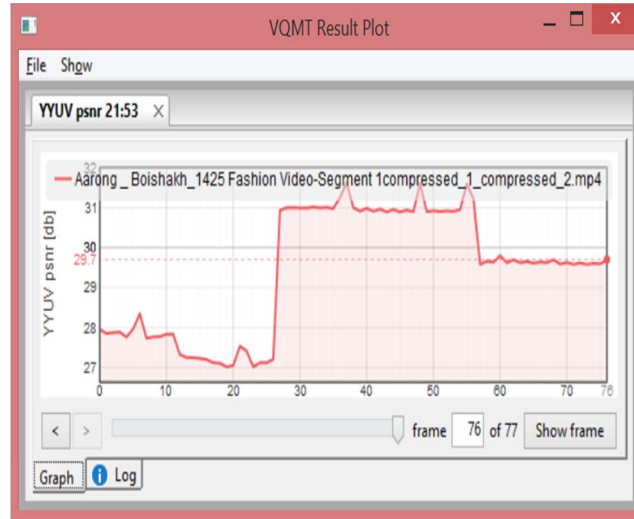 VQMT Result Plot
File Show
YYUV psnr 21:53 X
Aarong _ Boishakh_1425 Fashion Video-Segment 1compressed_1_compressed_2.mp4
YYUV psnr [db]
32
31
30
29.7
29
28
27
0 10 20 30 40 50 60 70 76
< > frame 76 of 77 Show frame
Graph Log